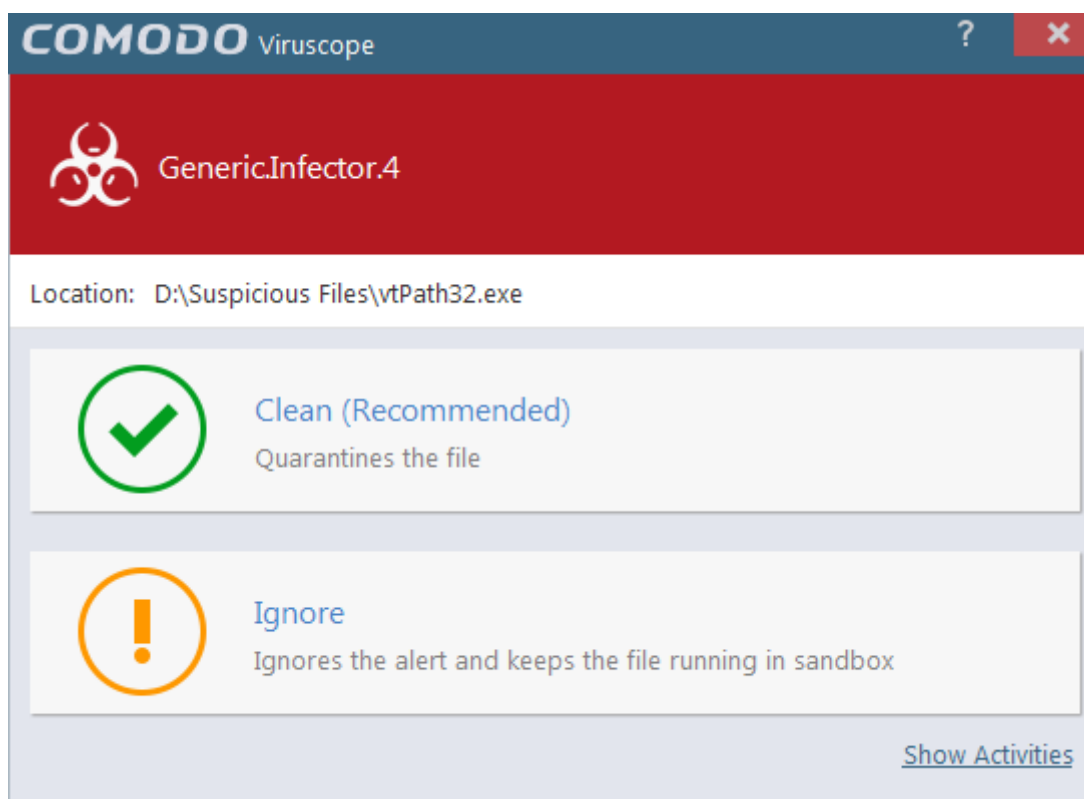 COMODO Viruscope ?
Generic.Infector.4
Location: D:\Suspicious Files\vtPath32.exe
Clean (Recommended)
Quarantines the file
Ignore
Ignores the alert and keeps the file running in sandbox
Show Activities